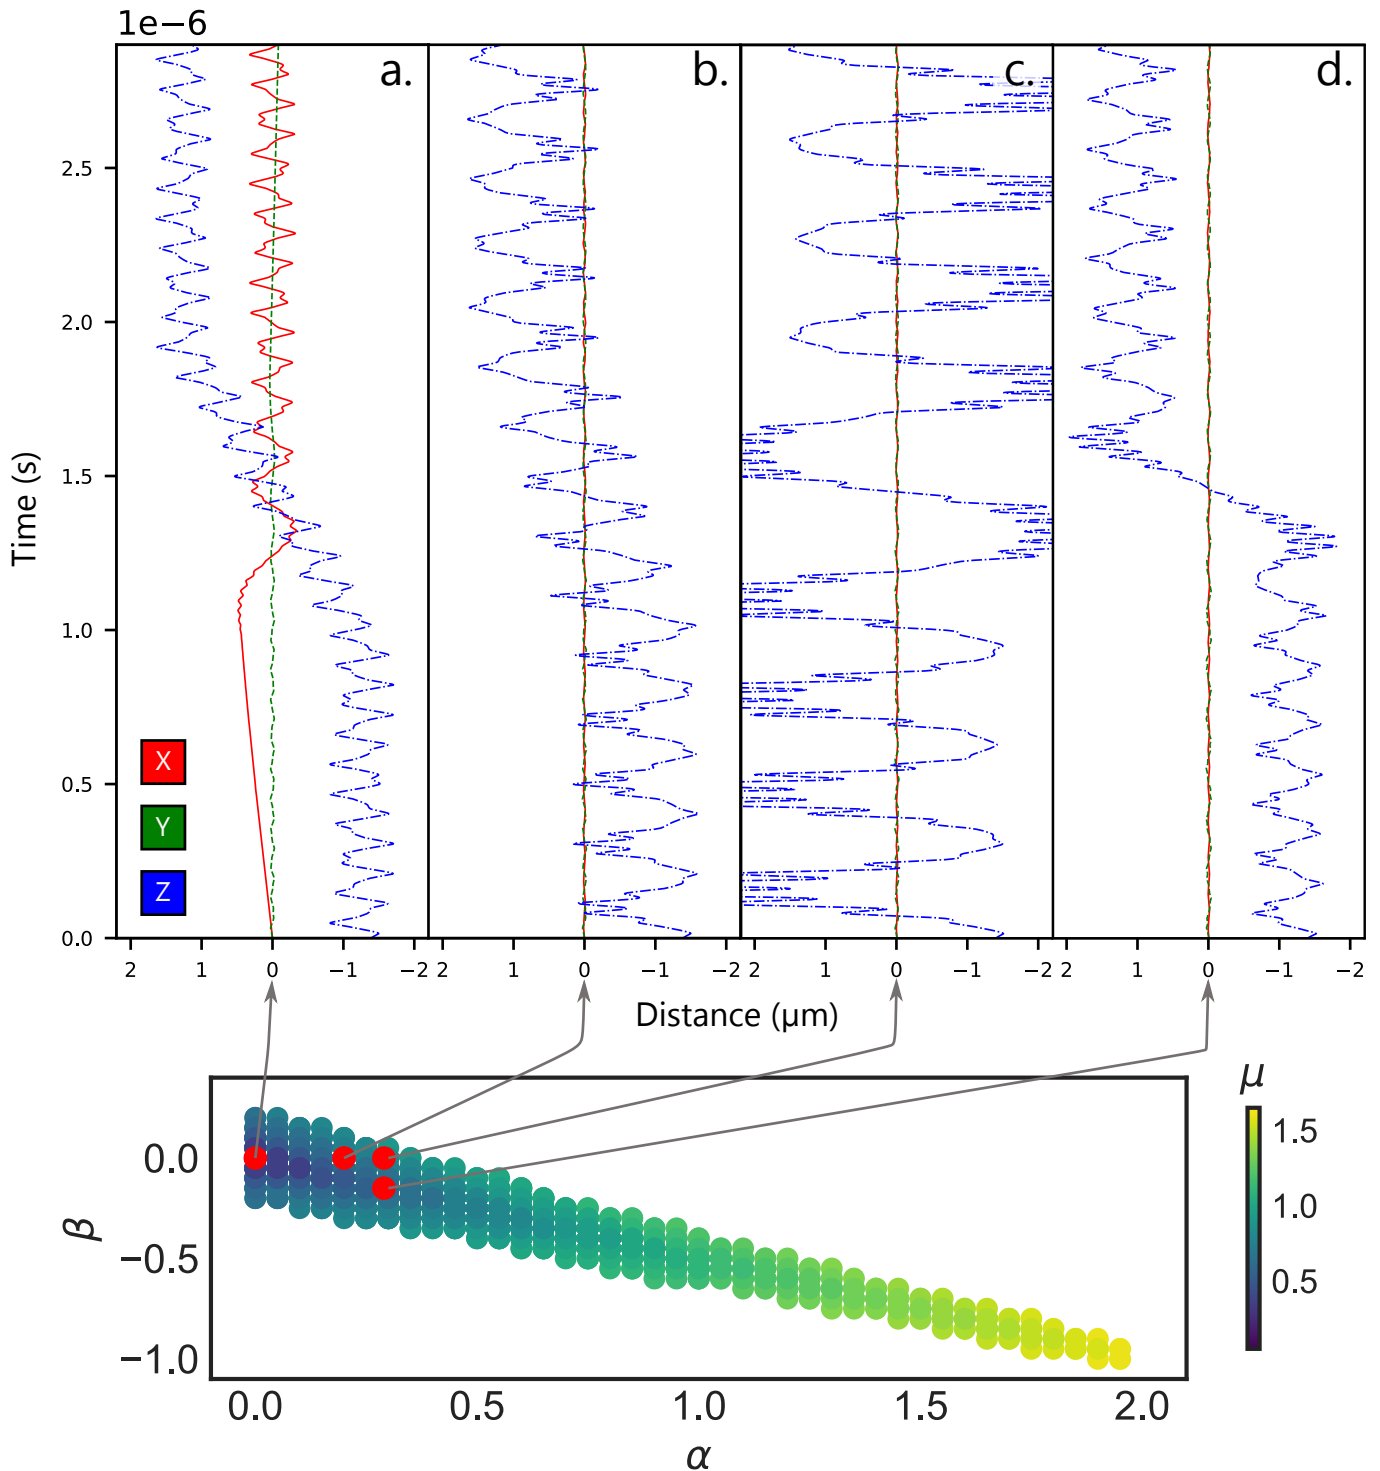 1e−6
a. b. c. d.
2.5
2.0
1.5
1.0
0.5
0.0
Time (s)
X
Y
Z
2 1 0 −1 −2 2 1 0 −1 −2 2 1 0 −1 −2 2 1 0 −1 −2
Distance (μm)
μ
1.5
1.0
0.5
0.0
−0.5
−1.0
β
0.0 0.5 1.0 1.5 2.0
α